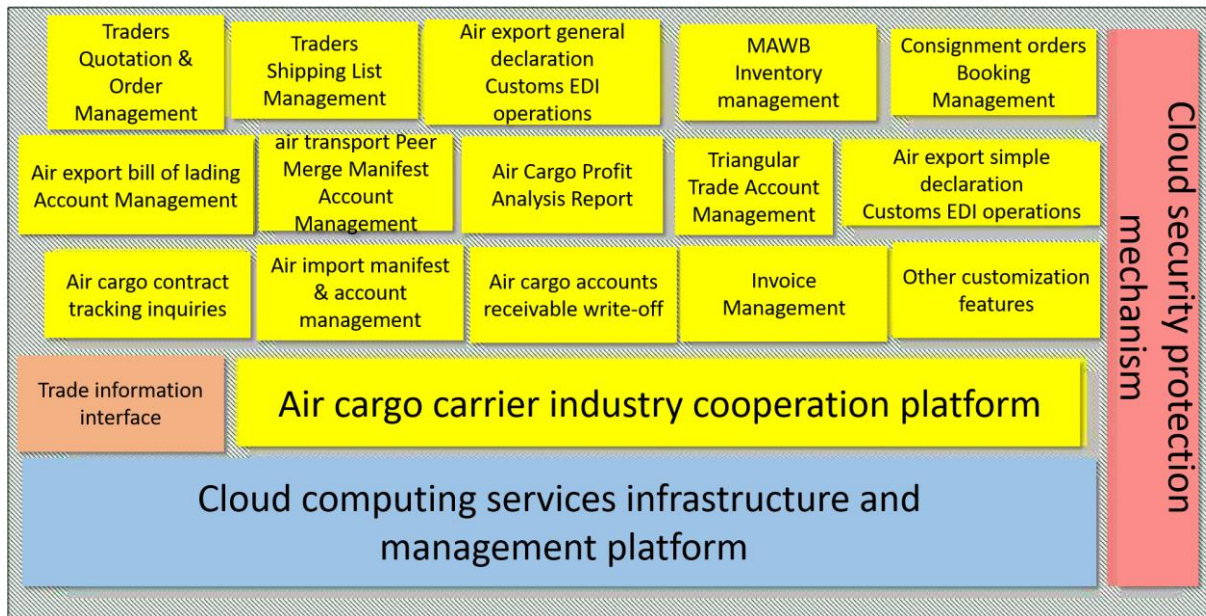 Traders
Quotation &
Order
Management
Traders
Shipping List
Management
Air export general
declaration
Customs EDI
operations
MAWB
Inventory
management
Consignment orders
Booking
Management
Air export bill of lading
Account Management
air transport Peer
Merge Manifest
Account
Management
Air Cargo Profit
Analysis Report
Triangular
Trade Account
Management
Air export simple
declaration
Customs EDI operations
Air cargo contract
tracking inquiries
Air import manifest
& account
management
Air cargo accounts
receivable write-off
Invoice
Management
Other customization
features
Trade information
interface
Air cargo carrier industry cooperation platform
Cloud computing services infrastructure and
management platform
Cloud security protection
mechanism